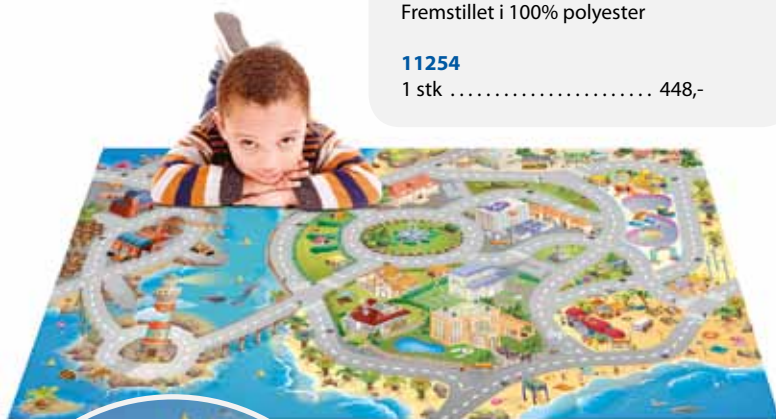 Fremstillet i 100% polyester
11254
1 stk ....................... 448,-